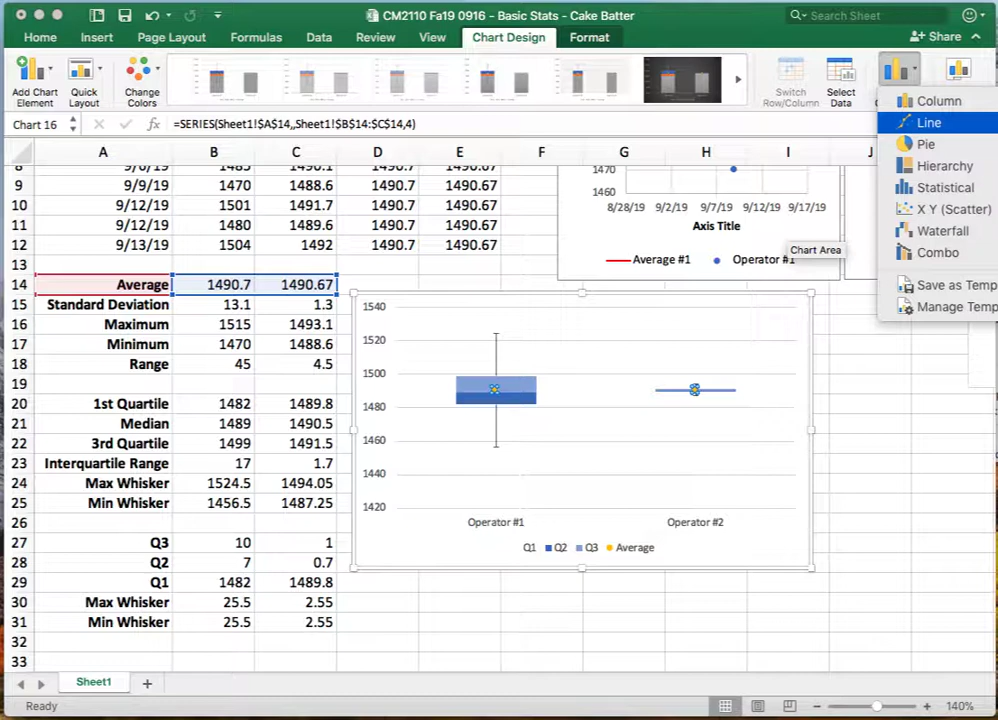 CM2110 Fa19 0916 - Basic Stats - Cake Batter
Search Sheet
Home Insert Page Layout Formulas Data Review View Chart Design Format Share
Add Chart Element
Quick Layout
Change Colors
Switch Row/Column
Select Data
Chart 16 fx =SERIES(Sheet1!$A$14,,Sheet1!$B$14:$C$14,4)
Column
Line
Pie
Hierarchy
Statistical
X Y (Scatter)
Waterfall
Combo
Save as Temp
Manage Temp
A B C D E F G H I J
9 9/9/19 1470 1488.6 1490.7 1490.67
10 9/12/19 1501 1491.7 1490.7 1490.67
11 9/12/19 1480 1489.6 1490.7 1490.67
12 9/13/19 1504 1492 1490.7 1490.67
13
14 Average 1490.7 1490.67
15 Standard Deviation 13.1 1.3
16 Maximum 1515 1493.1
17 Minimum 1470 1488.6
18 Range 45 4.5
19
20 1st Quartile 1482 1489.8
21 Median 1489 1490.5
22 3rd Quartile 1499 1491.5
23 Interquartile Range 17 1.7
24 Max Whisker 1524.5 1494.05
25 Min Whisker 1456.5 1487.25
26
27 Q3 10 1
28 Q2 7 0.7
29 Q1 1482 1489.8
30 Max Whisker 25.5 2.55
31 Min Whisker 25.5 2.55
32
33
1470
1460
8/28/19 9/2/19 9/7/19 9/12/19 9/17/19
Axis Title
Chart Area
Average #1 Operator #1
1540
1520
1500
1480
1460
1440
1420
Operator #1 Operator #2
Q1 Q2 Q3 Average
Sheet1 +
Ready
140%